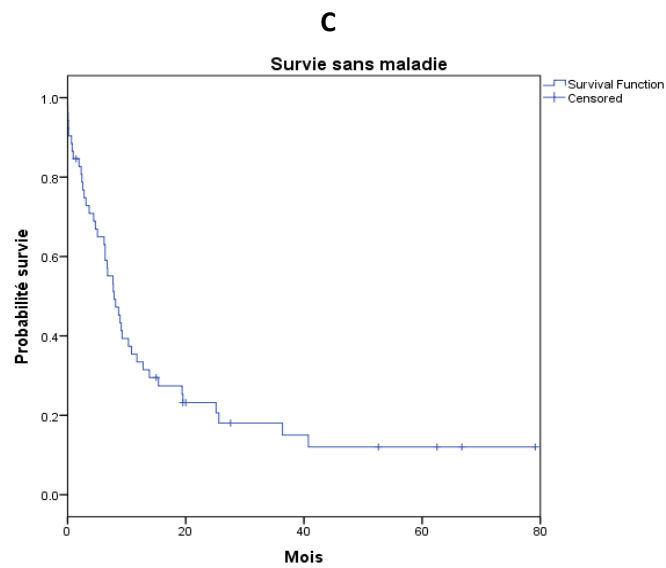 C
Survie sans maladie
Survival Function
Censored
1.0
0.8
0.6
0.4
0.2
0.0
Probabilité survie
0 20 40 60 80
Mois